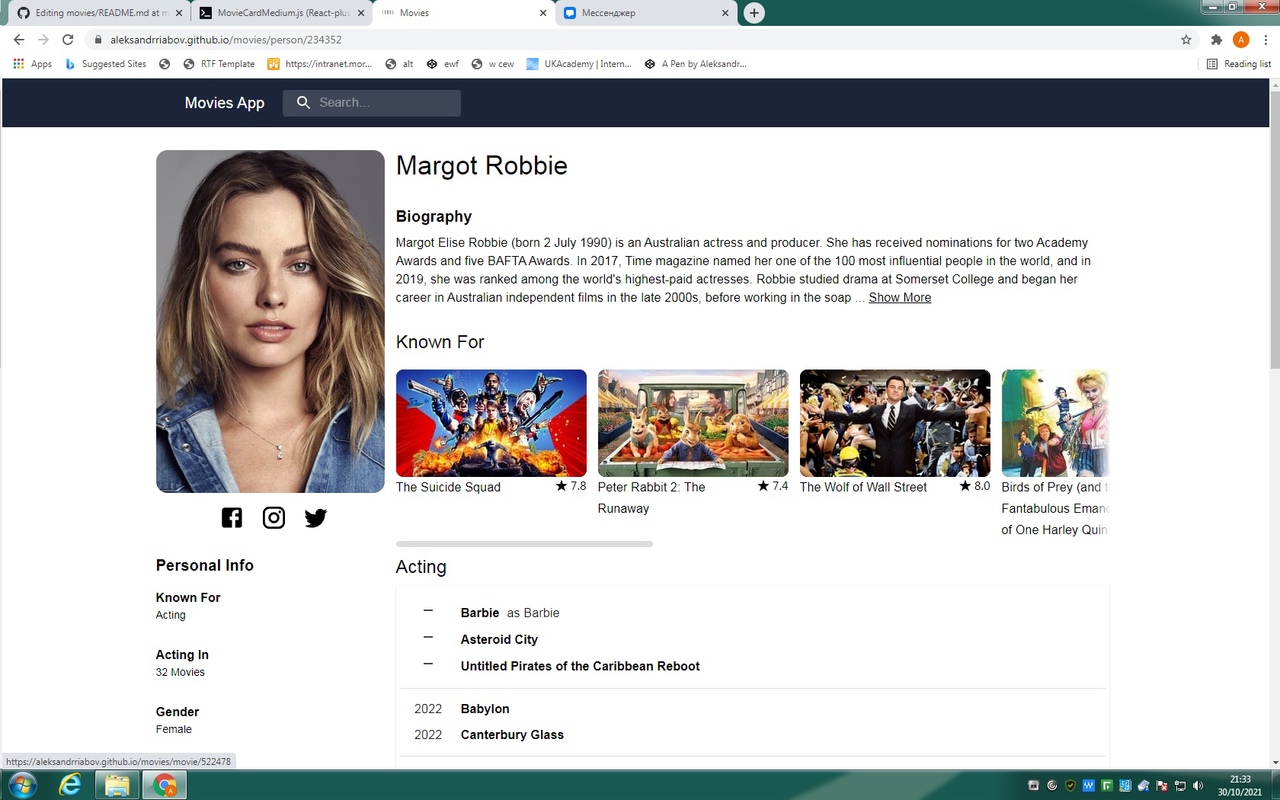 Editing movies/README.md at m
MovieCardMedium.js (React-plus
Movies
Мессенджер
aleksandrriabov.github.io/movies/person/234352
A
Apps
Suggested Sites
RTF Template
https://intranet.mor...
alt
ewf
w cew
UKAcademy | Intern...
A Pen by Aleksandr...
Reading list
Movies App
Search...
Margot Robbie
Biography
Margot Elise Robbie (born 2 July 1990) is an Australian actress and producer. She has received nominations for two Academy
Awards and five BAFTA Awards. In 2017, Time magazine named her one of the 100 most influential people in the world, and in
2019, she was ranked among the world's highest-paid actresses. Robbie studied drama at Somerset College and began her
career in Australian independent films in the late 2000s, before working in the soap ... Show More
Known For
The Suicide Squad ★ 7.8
Peter Rabbit 2: The ★ 7.4
Runaway
The Wolf of Wall Street ★ 8.0
Birds of Prey (and t
Fantabulous Emanc
of One Harley Quin
Personal Info
Known For
Acting
Acting In
32 Movies
Gender
Female
Acting
– Barbie as Barbie
– Asteroid City
– Untitled Pirates of the Caribbean Reboot
2022 Babylon
2022 Canterbury Glass
https://aleksandrriabov.github.io/movies/movie/522478
21:33
30/10/2021